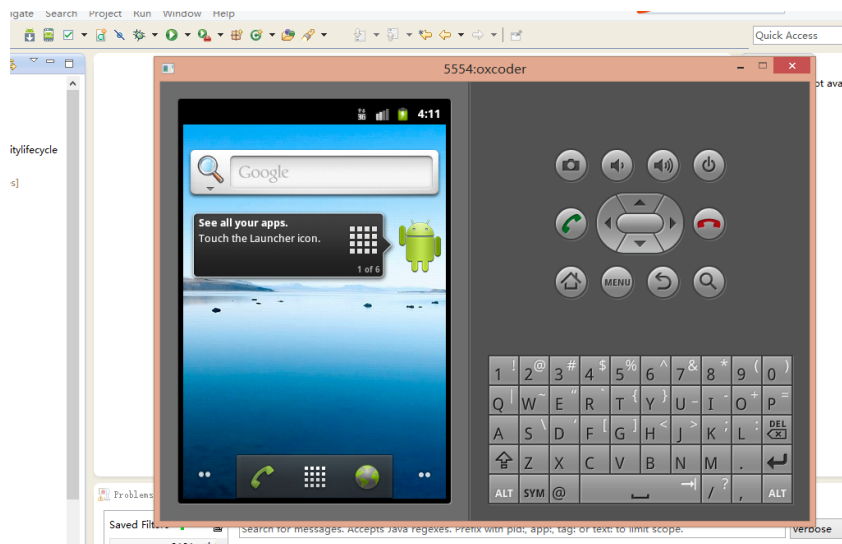 igate Search Project Run Window Help
Quick Access
5554:oxcoder
ot ava
itylifecycle
s]
3G 4:11
Google
See all your apps.
Touch the Launcher icon.
1 of 6
MENU
1 ! 2 @ 3 # 4 $ 5 % 6 ^ 7 & 8 * 9 ( 0 )
Q | W ~ E " R ` T { Y } U _ I - O + P =
A S \ D ' F [ G ] H < J > K ; L : DEL
Z X C V B N M .
ALT SYM @ / ? , ALT
Problems
Saved Filters
Search for messages. Accepts Java regexes. Prefix with pid:, app:, tag: or text: to limit scope.
verbose